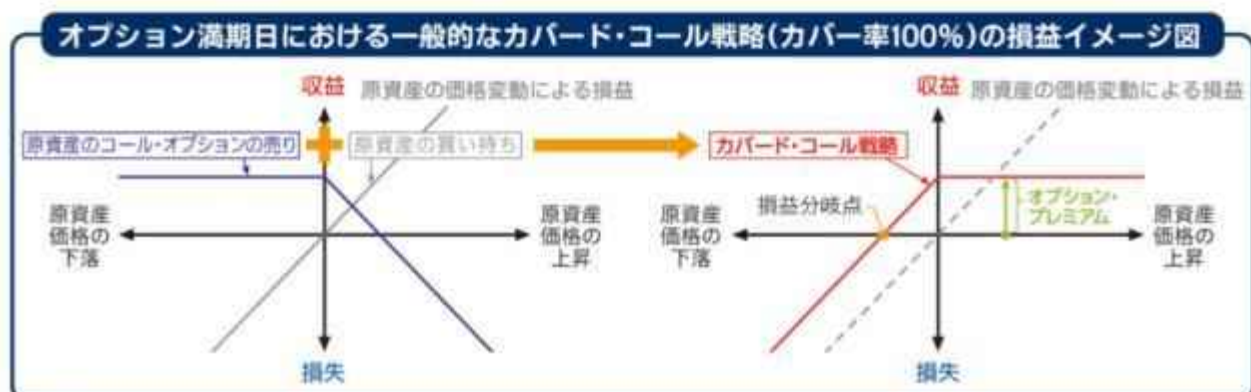 オプション満期日における一般的なカバード・コール戦略(カバー率100%)の損益イメージ図
収益
原資産の価格変動による損益
原資産のコール・オプションの売り
原資産の買い持ち
原資産
価格の
下落
原資産
価格の
上昇
損失
収益
原資産の価格変動による損益
カバード・コール戦略
損益分岐点
オプション・
プレミアム
原資産
価格の
下落
原資産
価格の
上昇
損失